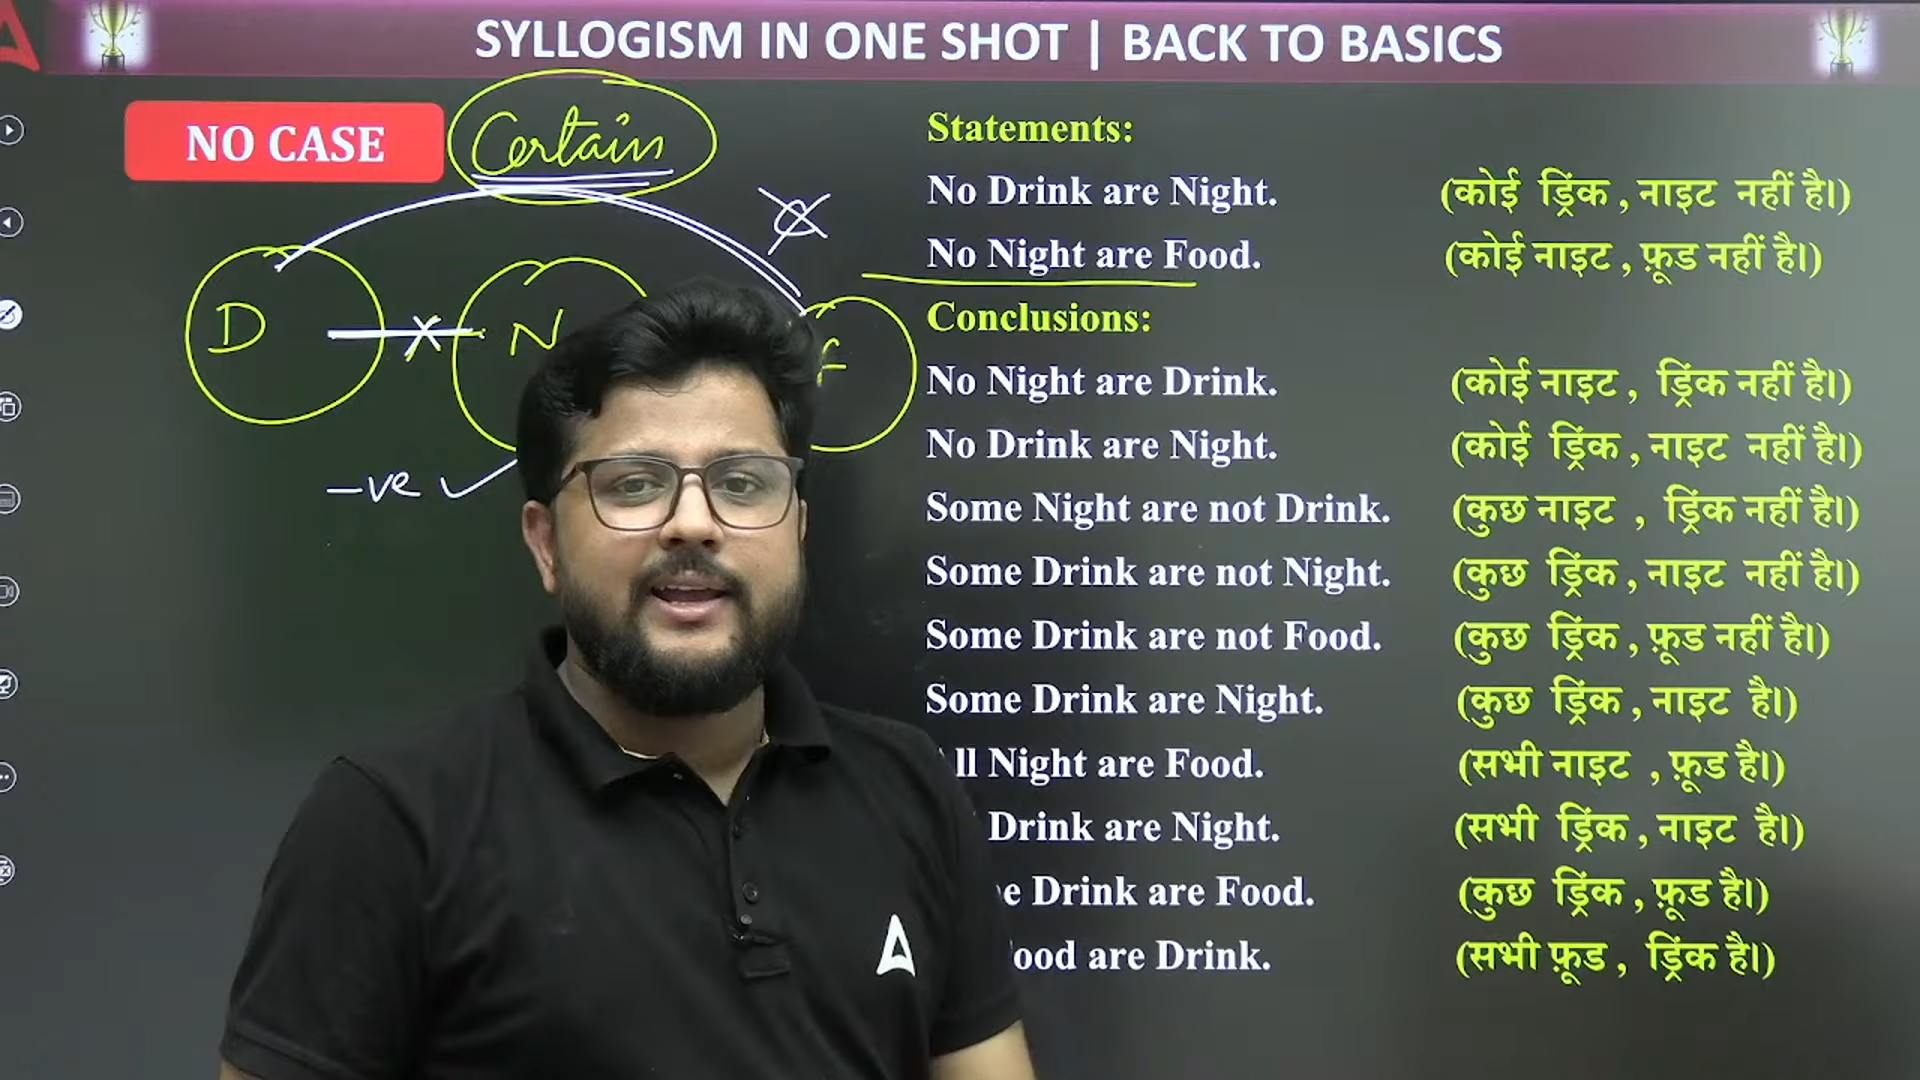 SYLLOGISM IN ONE SHOT | BACK TO BASICS
NO CASE
Certain
D
N
F
-ve
Statements:
No Drink are Night. (कोई ड्रिंक , नाइट नहीं है।)
No Night are Food. (कोई नाइट , फ़ूड नहीं है।)
Conclusions:
No Night are Drink. (कोई नाइट , ड्रिंक नहीं है।)
No Drink are Night. (कोई ड्रिंक , नाइट नहीं है।)
Some Night are not Drink. (कुछ नाइट , ड्रिंक नहीं है।)
Some Drink are not Night. (कुछ ड्रिंक , नाइट नहीं है।)
Some Drink are not Food. (कुछ ड्रिंक , फ़ूड नहीं है।)
Some Drink are Night. (कुछ ड्रिंक , नाइट है।)
ll Night are Food. (सभी नाइट , फ़ूड है।)
Drink are Night. (सभी ड्रिंक , नाइट है।)
e Drink are Food. (कुछ ड्रिंक , फ़ूड है।)
ood are Drink. (सभी फ़ूड , ड्रिंक है।)